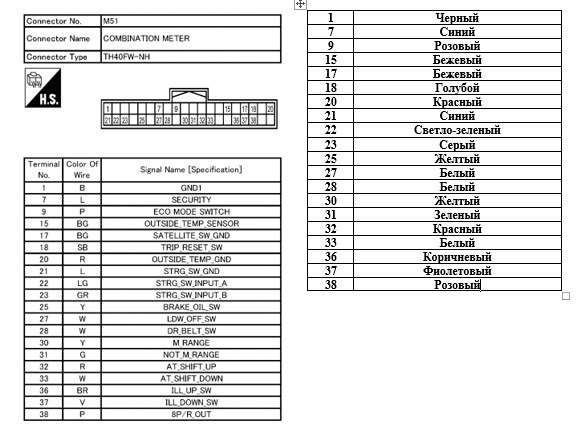 Connector No. M51
Connector Name COMBINATION METER
Connector Type TH40FW-NH
H.S.
1 7 9 15 17 18 20
21 22 23 25 27 28 30 31 32 33 36 37 38
Terminal No. Color Of Wire Signal Name [Specification]
1 B GND1
7 L SECURITY
9 P ECO MODE SWITCH
15 BG OUTSIDE_TEMP_SENSOR
17 BG SATELLITE_SW_GND
18 SB TRIP_RESET_SW
20 R OUTSIDE_TEMP_GND
21 L STRG_SW_GND
22 LG STRG_SW_INPUT_A
23 GR STRG_SW_INPUT_B
25 Y BRAKE_OIL_SW
27 W LDW_OFF_SW
28 W DR_BELT_SW
30 Y M_RANGE
31 G NOT_M_RANGE
32 R AT_SHIFT_UP
33 W AT_SHIFT_DOWN
36 BR ILL_UP_SW
37 V ILL_DOWN_SW
38 P 8P/R_OUT
1 Черный
7 Синий
9 Розовый
15 Бежевый
17 Бежевый
18 Голубой
20 Красный
21 Синий
22 Светло-зеленый
23 Серый
25 Желтый
27 Белый
28 Белый
30 Желтый
31 Зеленый
32 Красный
33 Белый
36 Коричневый
37 Фиолетовый
38 Розовый